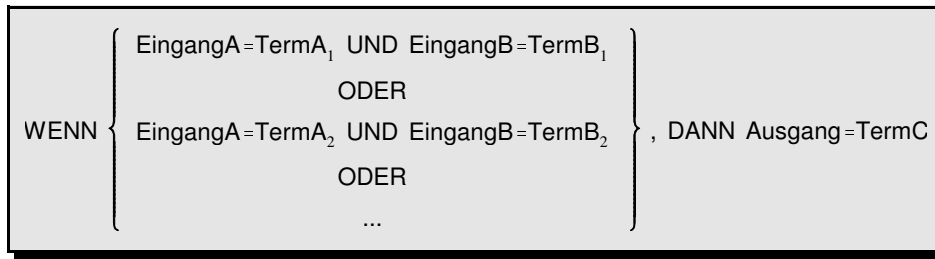 EingangA=TermA₁ UND EingangB=TermB₁
ODER
WENN { EingangA=TermA₂ UND EingangB=TermB₂ } , DANN Ausgang=TermC
ODER
...